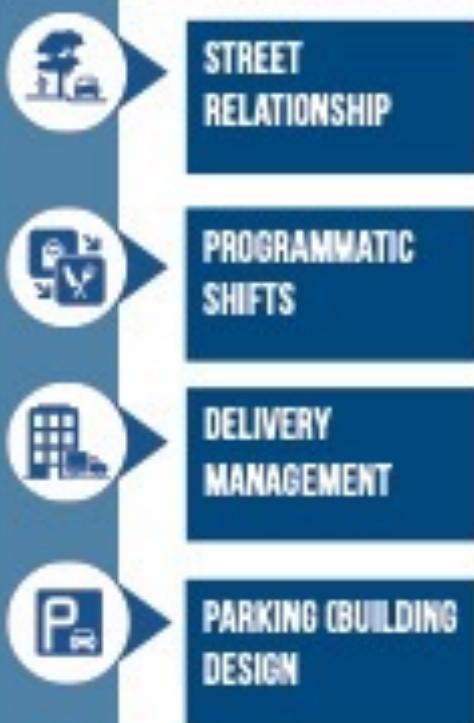 STREET
RELATIONSHIP
PROGRAMMATIC
SHIFTS
DELIVERY
MANAGEMENT
P
PARKING (BUILDING
DESIGN